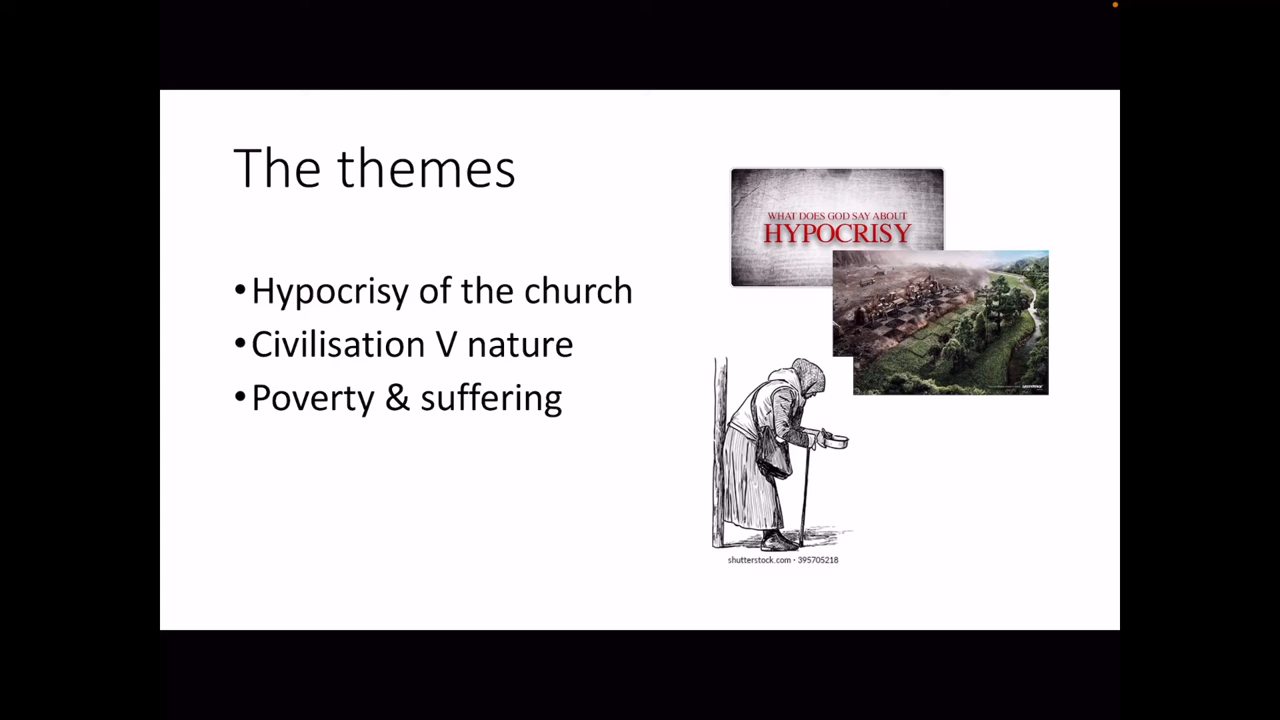 The themes
•Hypocrisy of the church
•Civilisation V nature
•Poverty & suffering
WHAT DOES GOD SAY ABOUT
HYPOCRISY
shutterstock.com · 395705218